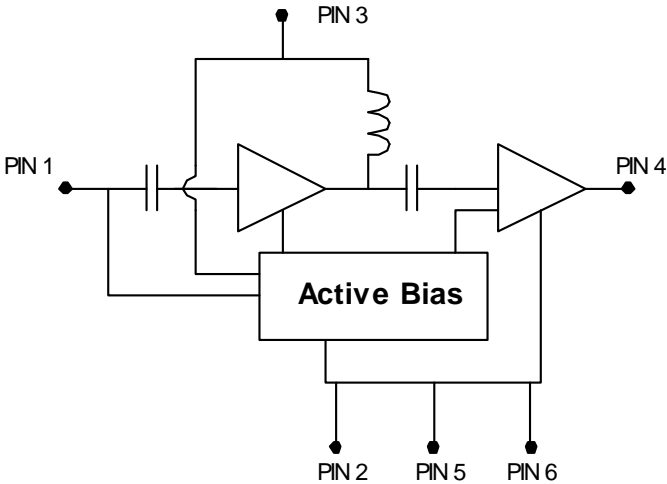 PIN 3
PIN 1
PIN 4
Active Bias
PIN 2
PIN 5
PIN 6